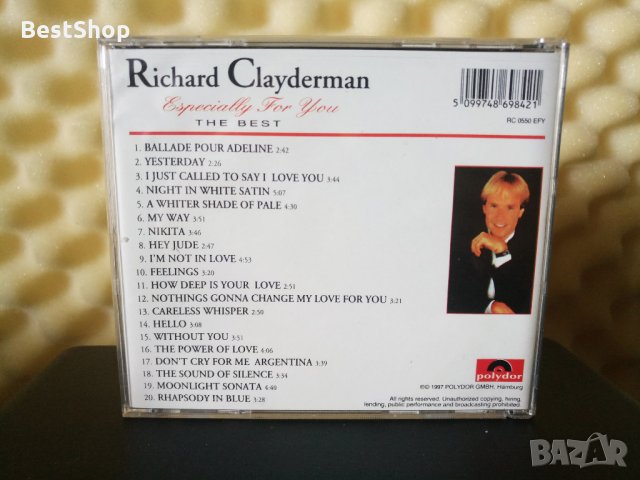 BestShop
Richard Clayderman
Especially For You
THE BEST
5 099748 698421
RC 0550 EFY
1. BALLADE POUR ADELINE 2:42
2. YESTERDAY 2:26
3. I JUST CALLED TO SAY I LOVE YOU 3:44
4. NIGHT IN WHITE SATIN 5:07
5. A WHITER SHADE OF PALE 4:30
6. MY WAY 3:51
7. NIKITA 3:46
8. HEY JUDE 2:47
9. I'M NOT IN LOVE 4:53
10. FEELINGS 3:20
11. HOW DEEP IS YOUR LOVE 2:51
12. NOTHINGS GONNA CHANGE MY LOVE FOR YOU 3:21
13. CARELESS WHISPER 2:59
14. HELLO 3:08
15. WITHOUT YOU 3:51
16. THE POWER OF LOVE 4:06
17. DON'T CRY FOR ME ARGENTINA 3:39
18. THE SOUND OF SILENCE 3:34
19. MOONLIGHT SONATA 4:49
20. RHAPSODY IN BLUE 3:28
polydor
℗© 1997 POLYDOR GMBH, Hamburg
All rights reserved. Unauthorized copying, hiring,
lending, public performance and broadcasting prohibited.
BAZAR